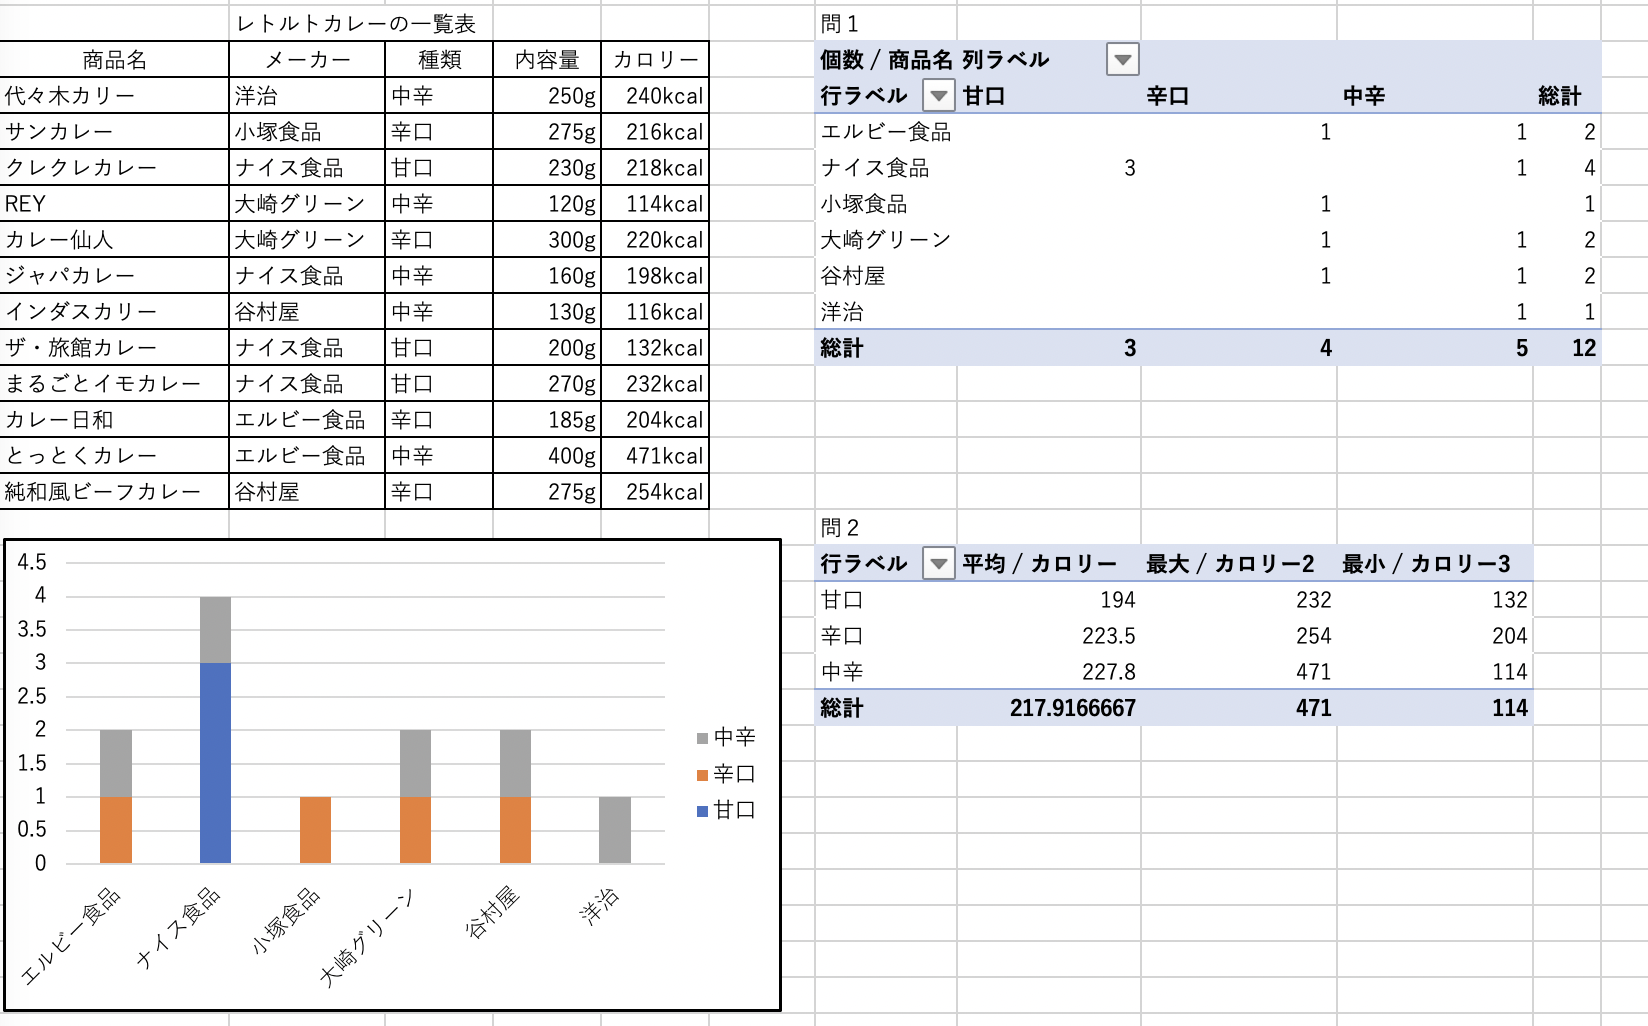 レトルトカレーの一覧表
商品名 メーカー 種類 内容量 カロリー
代々木カリー 洋治 中辛 250g 240kcal
サンカレー 小塚食品 辛口 275g 216kcal
クレクレカレー ナイス食品 甘口 230g 218kcal
REY 大崎グリーン 中辛 120g 114kcal
カレー仙人 大崎グリーン 辛口 300g 220kcal
ジャパカレー ナイス食品 中辛 160g 198kcal
インダスカリー 谷村屋 中辛 130g 116kcal
ザ・旅館カレー ナイス食品 甘口 200g 132kcal
まるごとイモカレー ナイス食品 甘口 270g 232kcal
カレー日和 エルビー食品 辛口 185g 204kcal
とっとくカレー エルビー食品 中辛 400g 471kcal
純和風ビーフカレー 谷村屋 辛口 275g 254kcal
問1
個数 / 商品名 列ラベル
行ラベル 甘口 辛口 中辛 総計
エルビー食品 1 1 2
ナイス食品 3 1 4
小塚食品 1 1
大崎グリーン 1 1 2
谷村屋 1 1 2
洋治 1 1
総計 3 4 5 12
問2
行ラベル 平均 / カロリー 最大 / カロリー2 最小 / カロリー3
甘口 194 232 132
辛口 223.5 254 204
中辛 227.8 471 114
総計 217.9166667 471 114
4.5
4
3.5
3
2.5
2
1.5
1
0.5
0
エルビー食品 ナイス食品 小塚食品 大崎グリーン 谷村屋 洋治
中辛
辛口
甘口